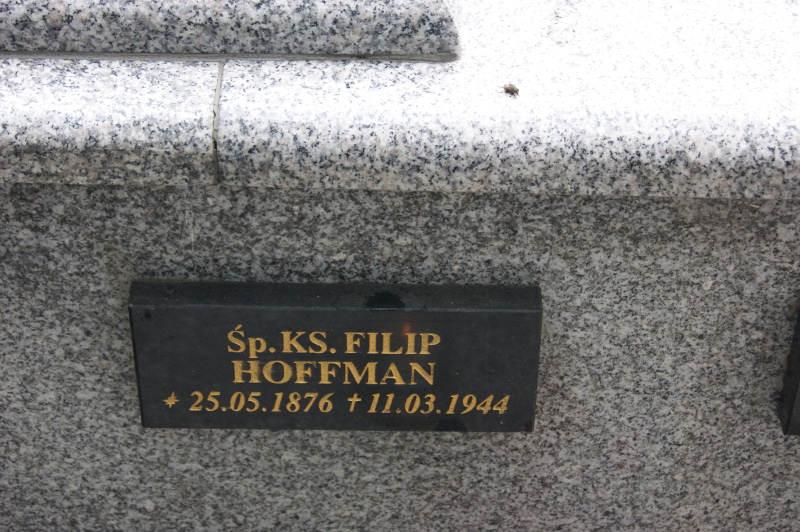 Śp. KS. FILIP
HOFFMAN
* 25.05.1876 † 11.03.1944